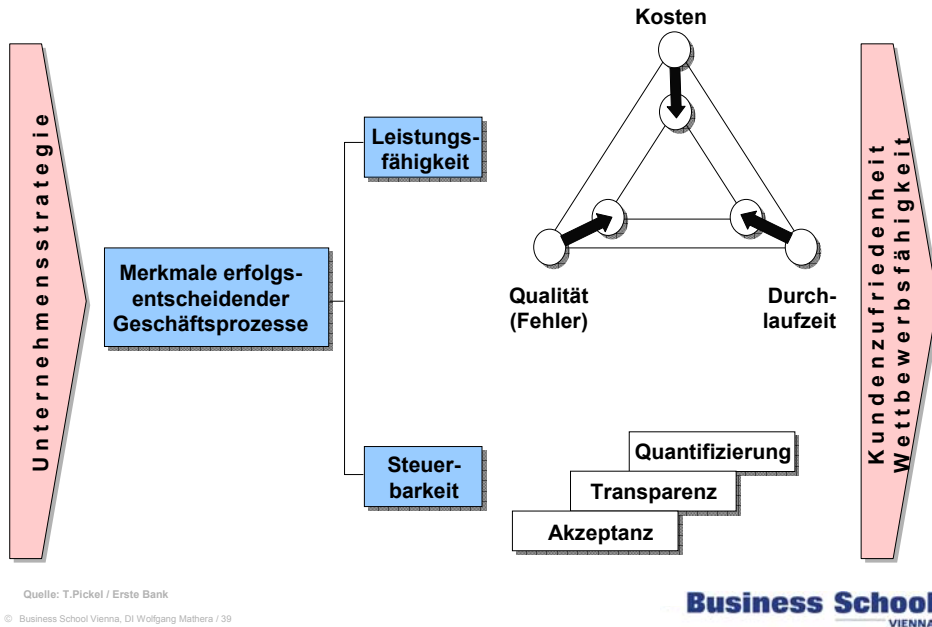 Unternehmensstrategie
Merkmale erfolgs-
entscheidender
Geschäftsprozesse
Leistungs-
fähigkeit
Steuer-
barkeit
Kosten
Qualität
(Fehler)
Durch-
laufzeit
Quantifizierung
Transparenz
Akzeptanz
Kundenzufriedenheit
Wettbewerbsfähigkeit
Quelle: T.Pickel / Erste Bank
© Business School Vienna, DI Wolfgang Mathera / 39
Business School
VIENNA